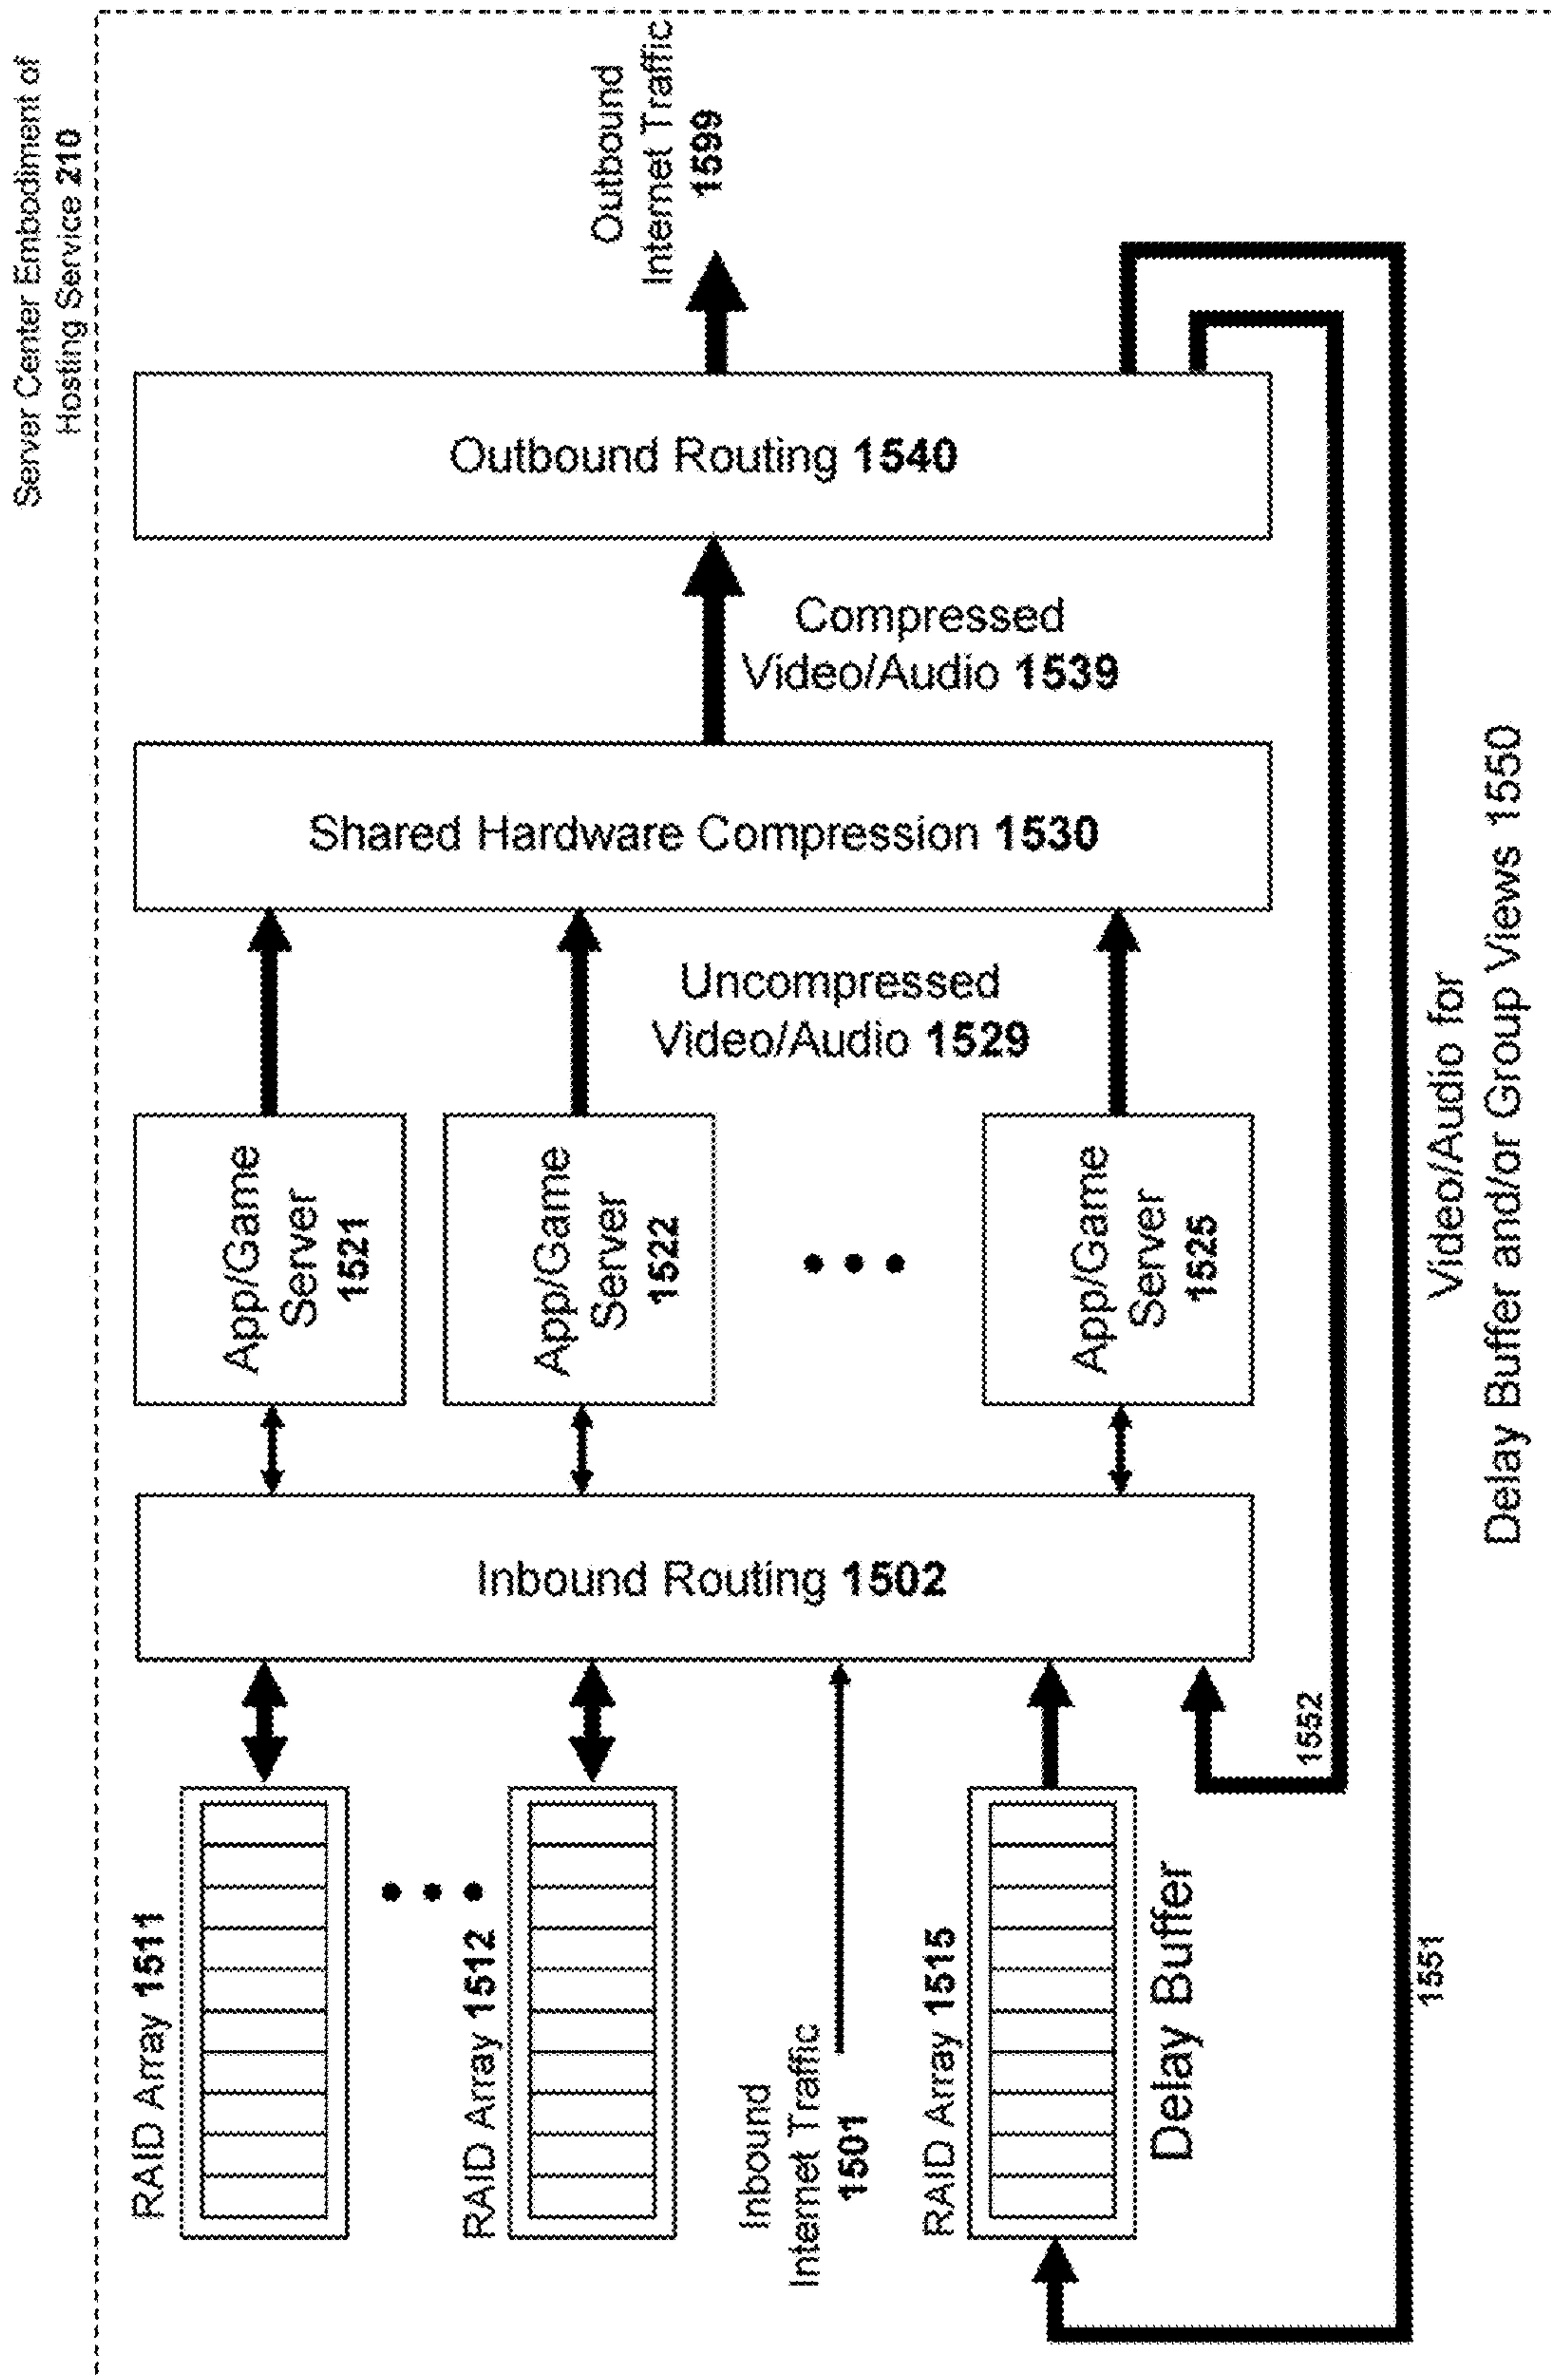 Server Center Embodiment of
Hosting Service 210
RAID Array 1511
RAID Array 1512
Inbound
Internet Traffic
1501
RAID Array 1515
Delay Buffer
Inbound Routing 1502
App/Game
Server
1521
App/Game
Server
1522
App/Game
Server
1525
Uncompressed
Video/Audio 1529
Shared Hardware Compression 1530
Compressed
Video/Audio 1539
Outbound Routing 1540
Outbound
Internet Traffic
1599
1552
1551
Video/Audio for
Delay Buffer and/or Group Views 1550